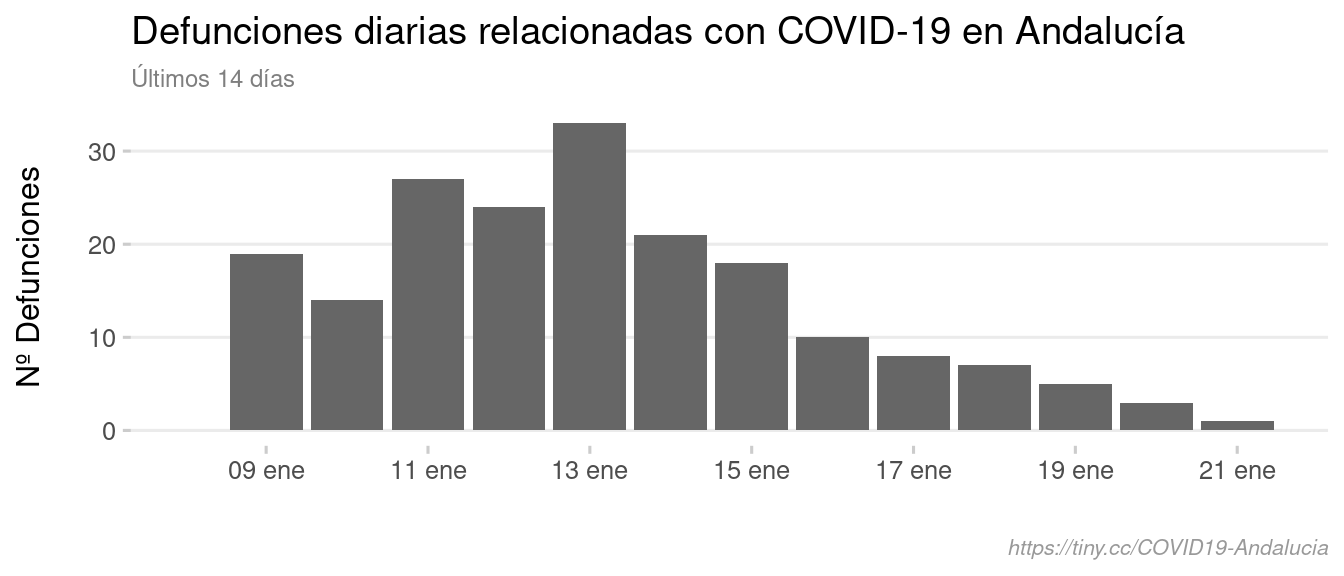 Defunciones diarias relacionadas con COVID-19 en Andalucía
Últimos 14 días
Nº Defunciones
30
20
10
0
09 ene 11 ene 13 ene 15 ene 17 ene 19 ene 21 ene
https://tiny.cc/COVID19-Andalucia